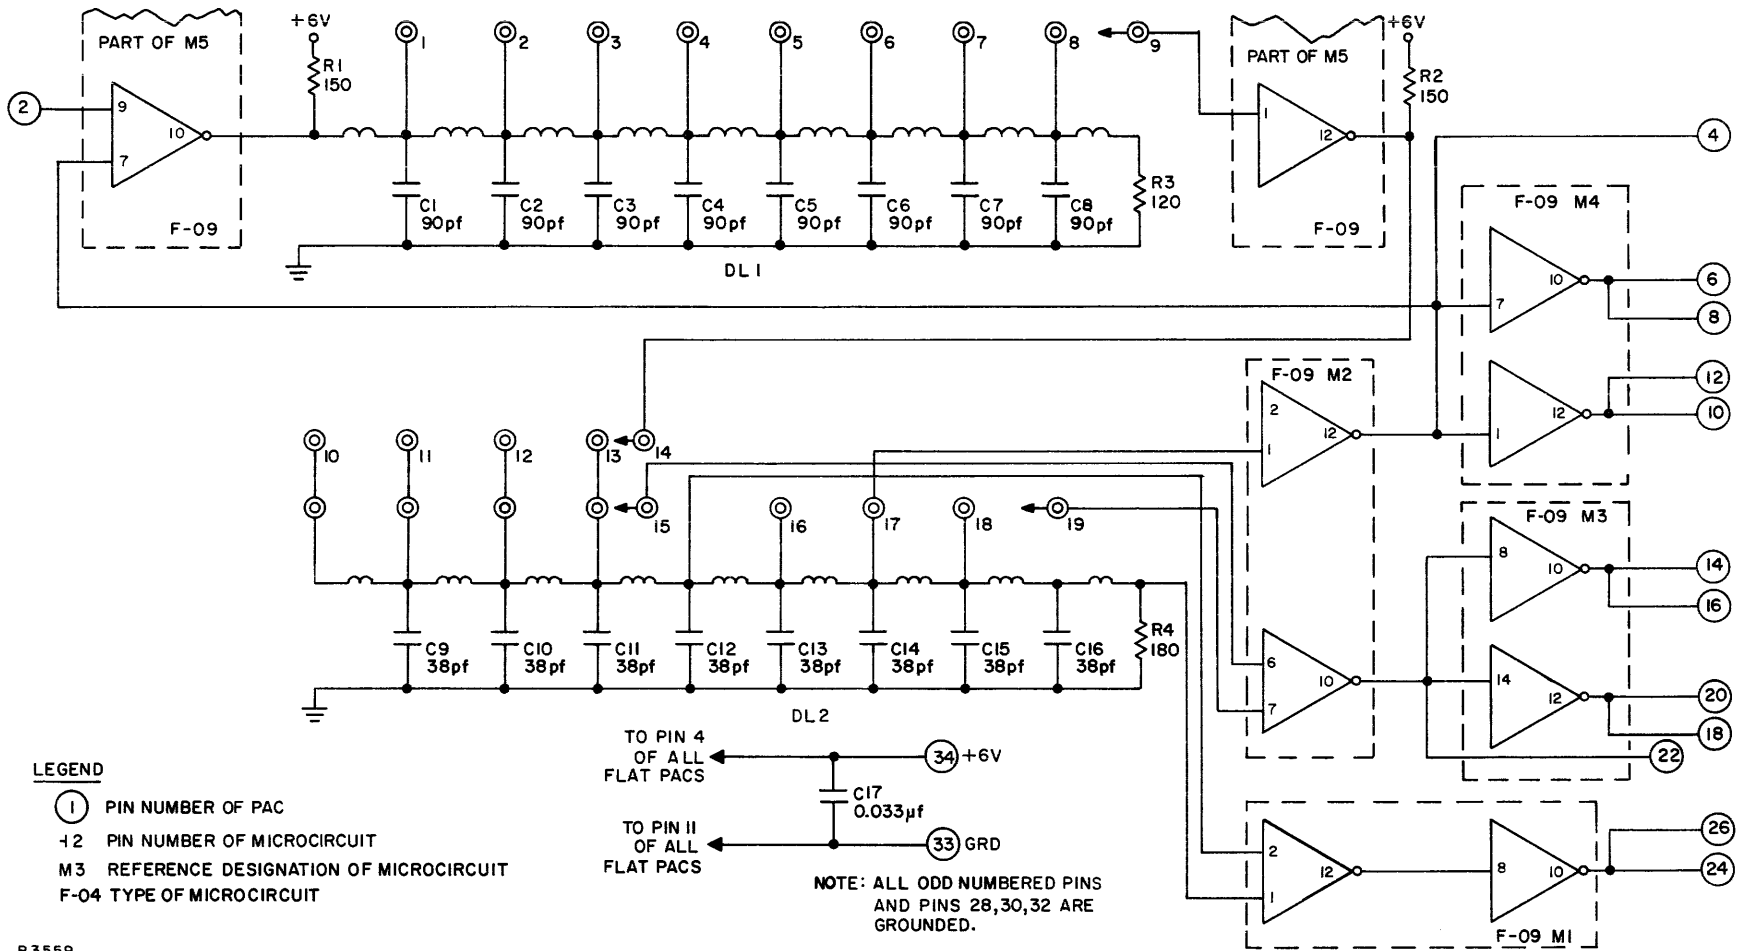 +6V
PART OF M5
R1
150
1
2
3
4
5
6
7
8
9
PART OF M5
+6V
R2
150
2
9
10
7
1
12
4
C1
90pf
C2
90pf
C3
90pf
C4
90pf
C5
90pf
C6
90pf
C7
90pf
C8
90pf
R3
120
F-09
F-09
DL1
F-09 M4
10
7
6
8
F-09 M2
2
12
1
12
1
12
10
10
11
12
13
14
15
16
17
18
19
F-09 M3
8
10
14
16
C9
38pf
C10
38pf
C11
38pf
C12
38pf
C13
38pf
C14
38pf
C15
38pf
C16
38pf
R4
180
6
10
7
14
12
20
18
22
DL2
TO PIN 4
OF ALL
FLAT PACS
34 +6V
C17
0.033μf
TO PIN 11
OF ALL
FLAT PACS
33 GRD
2
12
1
8
10
26
24
F-09 M1
NOTE: ALL ODD NUMBERED PINS
AND PINS 28,30,32 ARE
GROUNDED.
LEGEND
1 PIN NUMBER OF PAC
12 PIN NUMBER OF MICROCIRCUIT
M3 REFERENCE DESIGNATION OF MICROCIRCUIT
F-04 TYPE OF MICROCIRCUIT